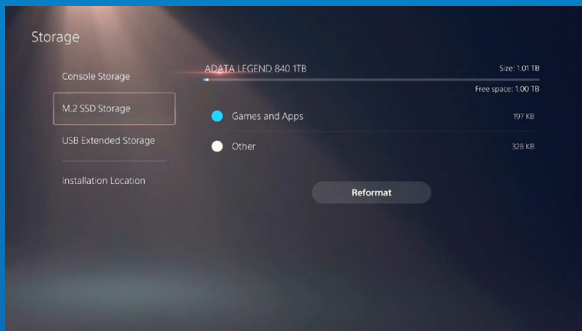 Storage
Console Storage
M.2 SSD Storage
USB Extended Storage
Installation Location
ADATA LEGEND 840 1TB
Size: 1.01 TB
Free space: 1.00 TB
Games and Apps
197 KB
Other
328 KB
Reformat